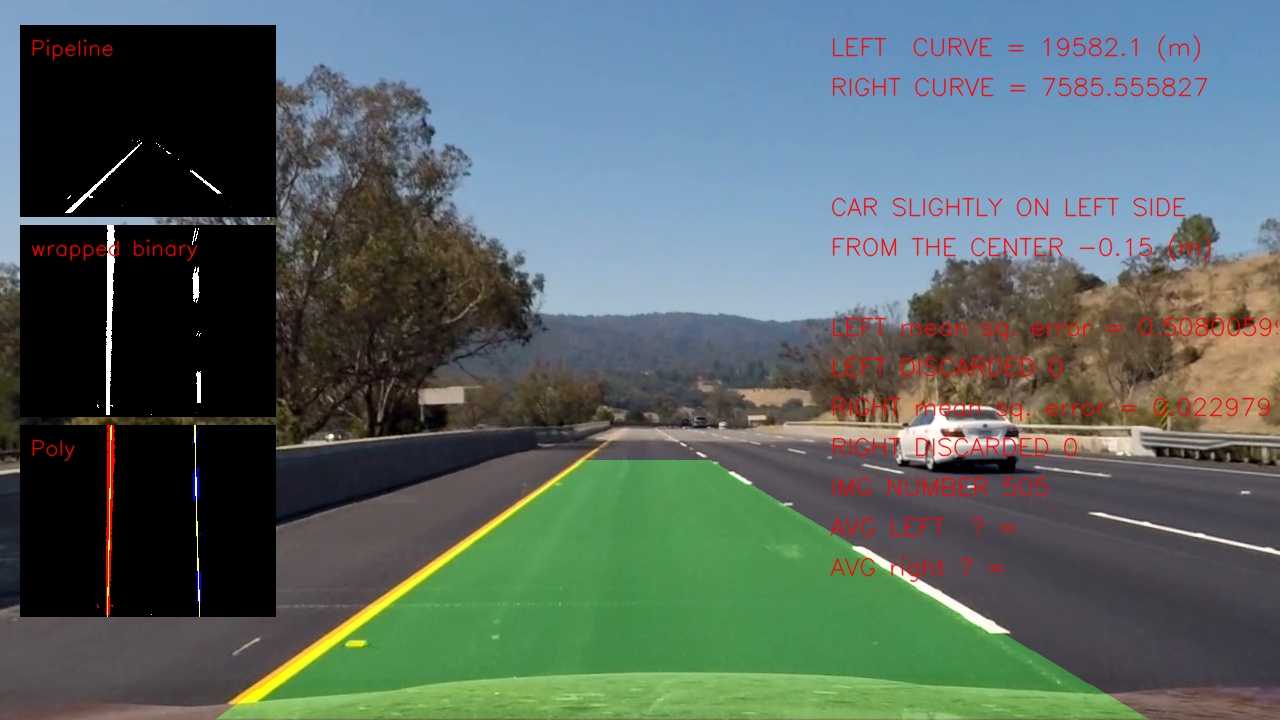 Pipeline
wrapped binary
Poly
LEFT CURVE = 19582.1 (m)
RIGHT CURVE = 7585.555827
CAR SLIGHTLY ON LEFT SIDE
FROM THE CENTER -0.15 (m)
LEFT mean sq. error = 0.5080059
LEFT DISCARDED 0
RIGHT mean sq. error = 0.022979
RIGHT DISCARDED 0
IMG NUMBER 505
AVG LEFT ? =
AVG right ? =